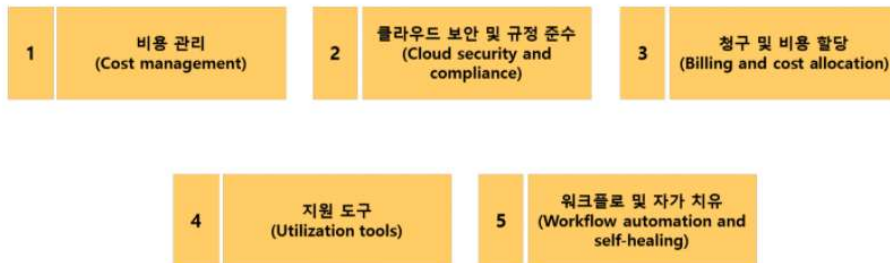 1
비용 관리
(Cost management)
2
클라우드 보안 및 규정 준수
(Cloud security and
compliance)
3
청구 및 비용 할당
(Billing and cost allocation)
4
지원 도구
(Utilization tools)
5
워크플로 및 자가 치유
(Workflow automation and
self-healing)